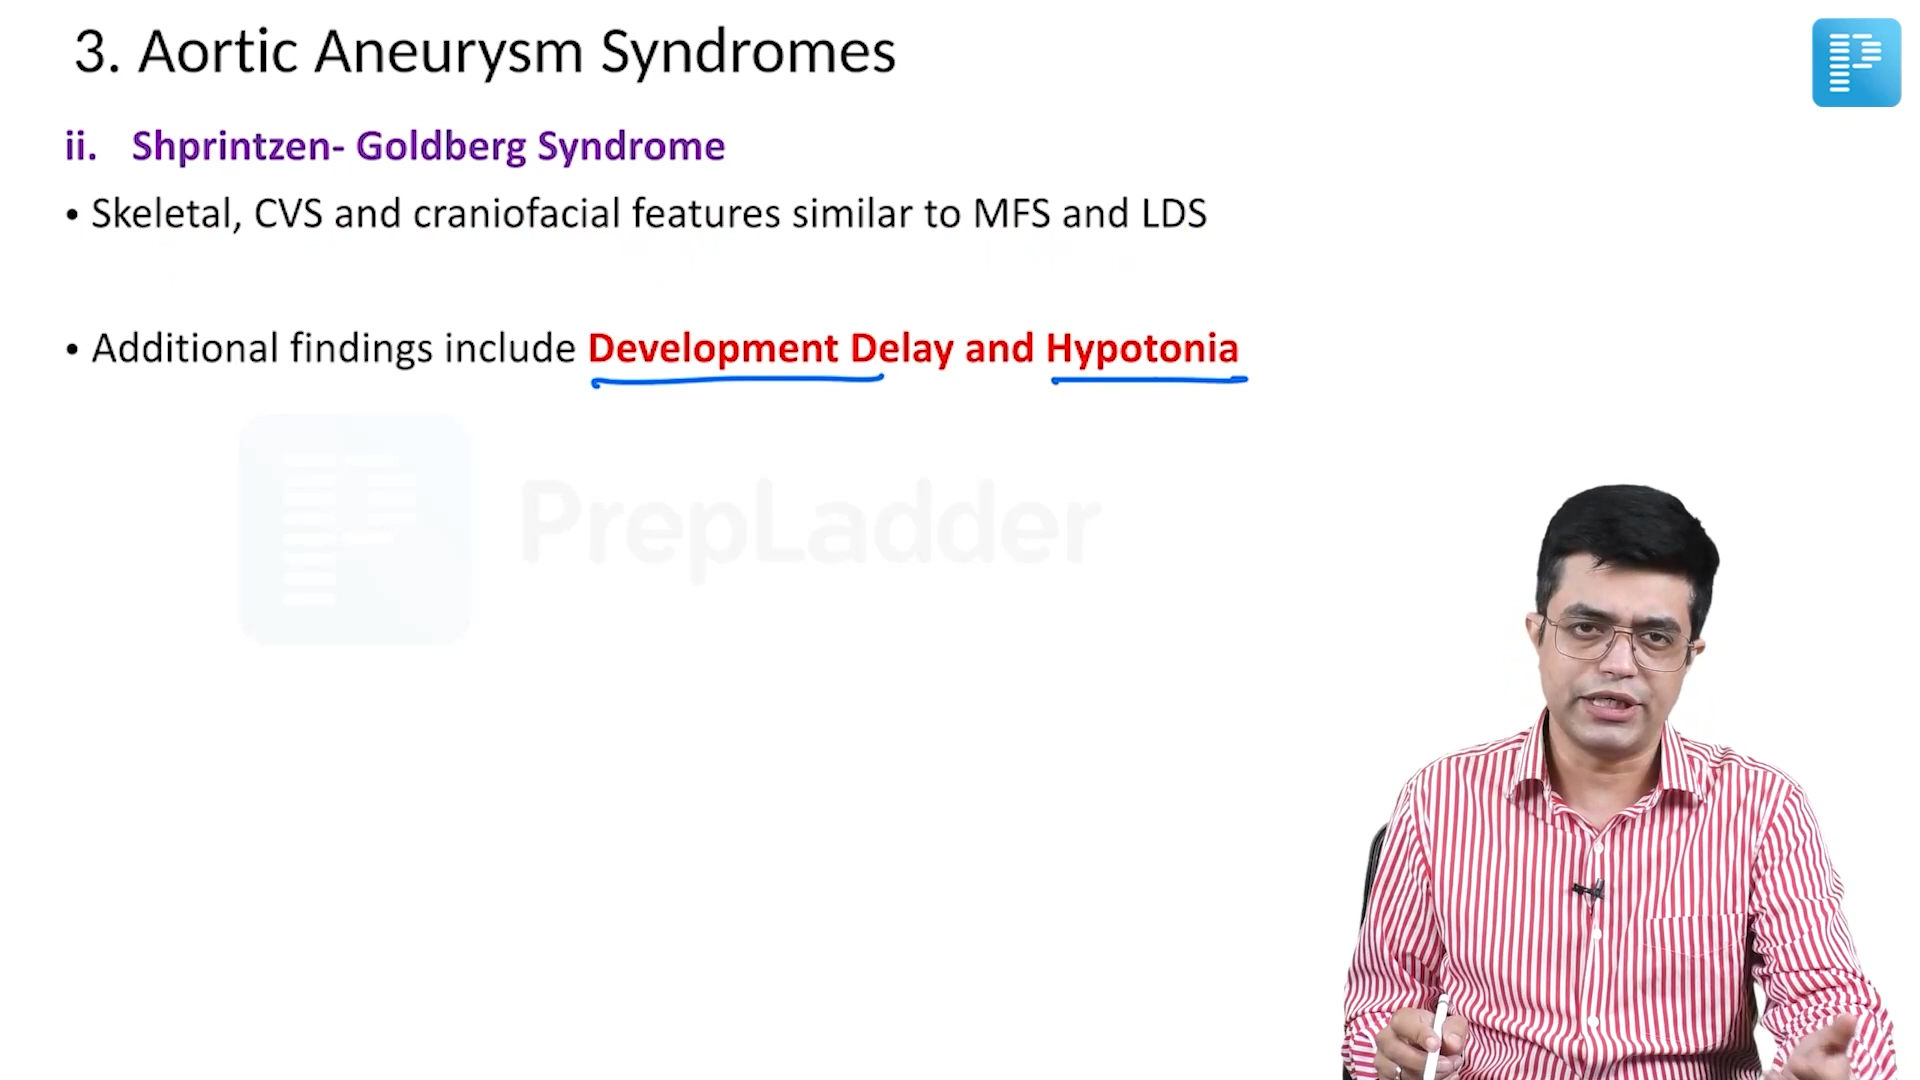 3. Aortic Aneurysm Syndromes
ii. Shprintzen- Goldberg Syndrome
• Skeletal, CVS and craniofacial features similar to MFS and LDS
• Additional findings include Development Delay and Hypotonia
PrepLadder